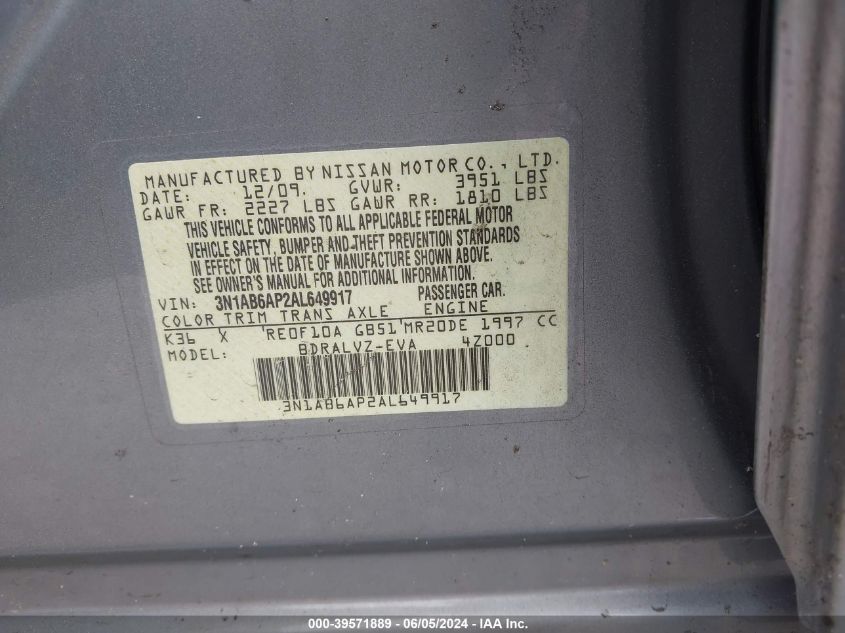 MANUFACTURED BY NISSAN MOTOR CO., LTD.
DATE: 12/09. GVWR: 3951 LBS
GAWR FR: 2227 LBS GAWR RR: 1810 LBS
THIS VEHICLE CONFORMS TO ALL APPLICABLE FEDERAL MOTOR
VEHICLE SAFETY, BUMPER AND THEFT PREVENTION STANDARDS
IN EFFECT ON THE DATE OF MANUFACTURE SHOWN ABOVE.
SEE OWNER'S MANUAL FOR ADDITIONAL INFORMATION.
VIN: 3N1AB6AP2AL649917 PASSENGER CAR.
COLOR TRIM TRANS AXLE ENGINE
K36 X 'RE0F10A GB51'MR20DE 1997 CC
MODEL: BDRALVZ-EVA 4Z000
3N1AB6AP2AL649917
000-39571889 - 06/05/2024 - IAA Inc.